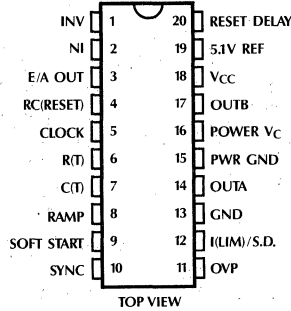 INV 1 20 RESET DELAY
NI 2 19 5.1V REF
E/A OUT 3 18 VCC
RC(RESET) 4 17 OUTB
CLOCK 5 16 POWER VC
R(T) 6 15 PWR GND
C(T) 7 14 OUTA
RAMP 8 13 GND
SOFT START 9 12 I(LIM)/S.D.
SYNC 10 11 OVP
TOP VIEW